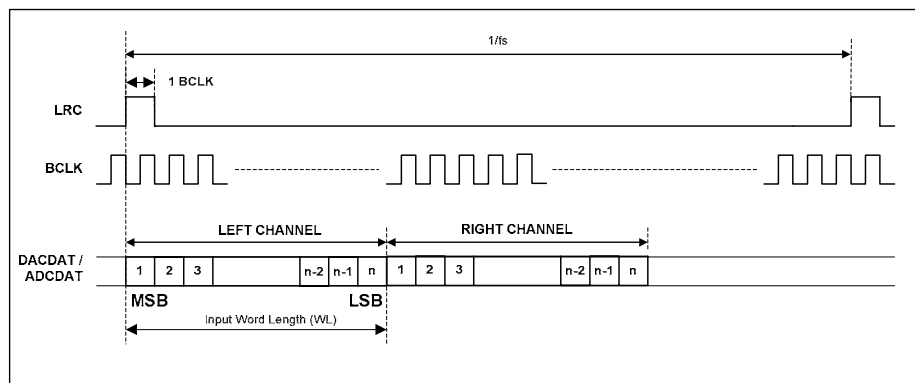 1/fs
1 BCLK
LRC
BCLK
LEFT CHANNEL RIGHT CHANNEL
DACDAT /
ADCDAT
1 2 3 n-2 n-1 n 1 2 3 n-2 n-1 n
MSB LSB
Input Word Length (WL)